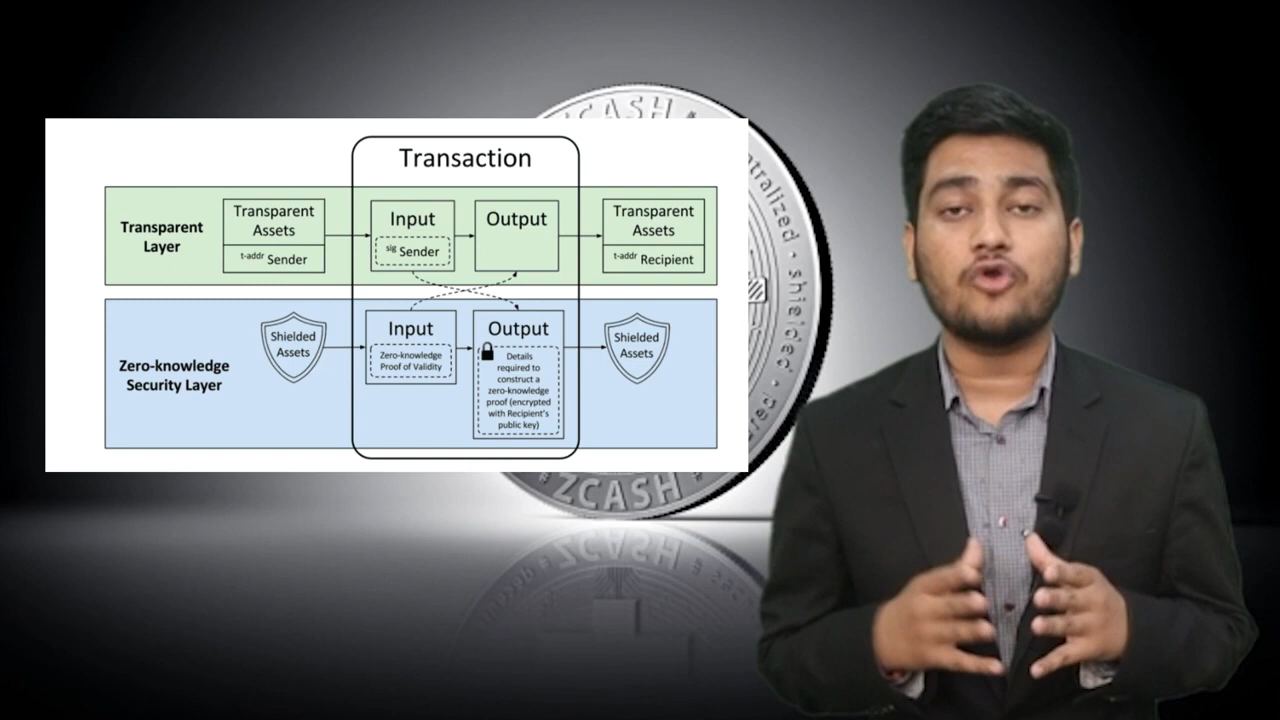 ZCASH
Transaction
Transparent
Layer
Transparent
Assets
t-addr Sender
Input
sig Sender
Output
Transparent
Assets
t-addr Recipient
Zero-knowledge
Security Layer
Shielded
Assets
Input
Zero-knowledge
Proof of Validity
Output
Details
required to
construct a
zero-knowledge
proof (encrypted
with Recipient's
public key)
Shielded
Assets
ZCASH
shielded